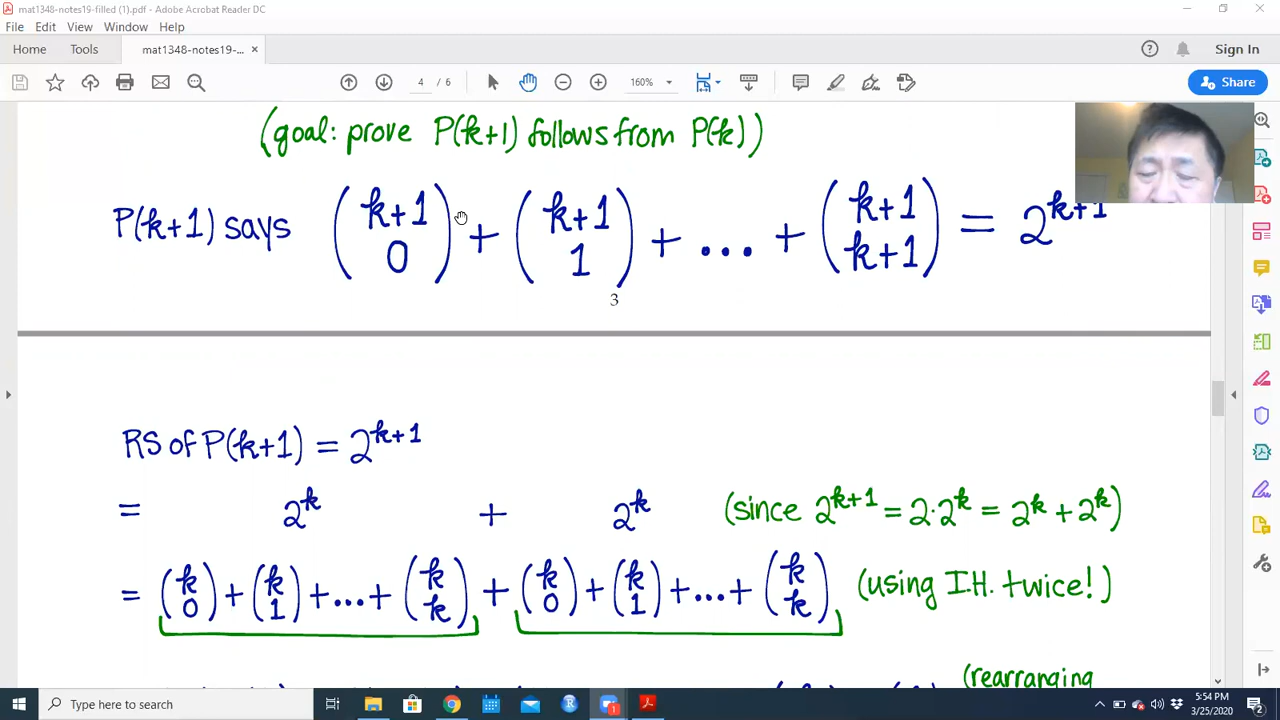 mat1348-notes19-filled (1).pdf - Adobe Acrobat Reader DC
File Edit View Window Help
Home Tools mat1348-notes19-... × Sign In
4 / 6 160% Share
(goal: prove P(k+1) follows from P(k))
P(k+1) says (k+1 0) + (k+1 1) + ... + (k+1 k+1) = 2^k+1
3
RS of P(k+1) = 2^k+1
= 2^k + 2^k (since 2^k+1 = 2·2^k = 2^k + 2^k)
= (k 0) + (k 1) + ... + (k k) + (k 0) + (k 1) + ... + (k k) (using I.H. twice!)
(rearranging
Type here to search
5:54 PM
3/25/2020